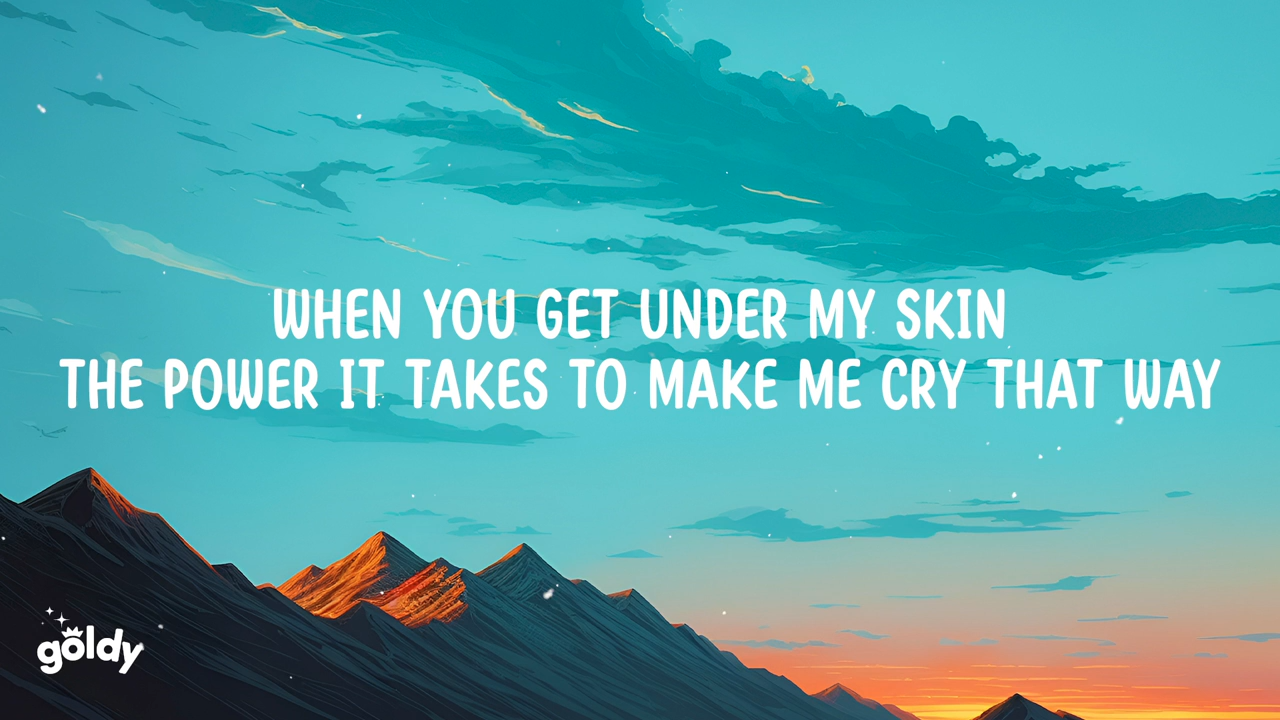 WHEN YOU GET UNDER MY SKIN
THE POWER IT TAKES TO MAKE ME CRY THAT WAY
goldy